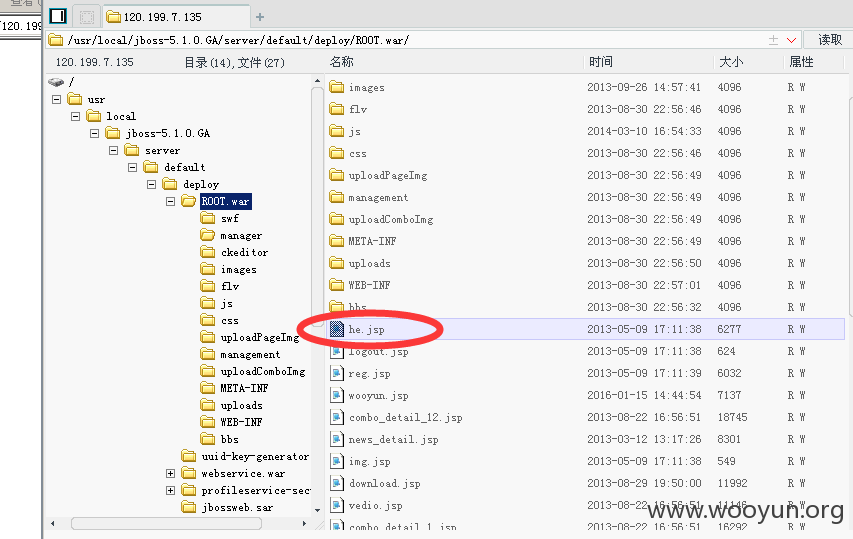 查看
120.199
120.199.7.135
+
/usr/local/jboss-5.1.0.GA/server/default/deploy/ROOT.war/
读取
120.199.7.135
目录(14),文件(27)
名称 时间 大小 属性
/
usr
local
jboss-5.1.0.GA
server
default
deploy
ROOT.war
swf
manager
ckeditor
images
flv
js
css
uploadPageImg
management
uploadComboImg
META-INF
uploads
WEB-INF
bbs
uuid-key-generator
webservice.war
profileservice-sec
jbossweb.sar
images 2013-09-26 14:57:41 4096 R W
flv 2013-08-30 22:56:46 4096 R W
js 2014-03-10 16:54:33 4096 R W
css 2013-08-30 22:56:46 4096 R W
uploadPageImg 2013-08-30 22:56:49 4096 R W
management 2013-08-30 22:56:49 4096 R W
uploadComboImg 2013-08-30 22:56:49 4096 R W
META-INF 2013-08-30 22:56:49 4096 R W
uploads 2013-08-30 22:56:50 4096 R W
WEB-INF 2013-08-30 22:57:01 4096 R W
bbs 2013-08-30 22:56:32 4096 R W
he.jsp 2013-05-09 17:11:38 6277 R W
logout.jsp 2013-05-09 17:11:38 624 R W
reg.jsp 2013-05-09 17:11:39 6032 R W
wooyun.jsp 2016-01-15 14:44:54 7137 R W
combo_detail_12.jsp 2013-08-22 16:56:51 18745 R W
news_detail.jsp 2013-03-12 13:17:26 8301 R W
img.jsp 2013-05-09 17:11:38 549 R W
download.jsp 2013-08-29 19:50:00 11992 R W
vedio.jsp 2013-08-22 16:56:51 11146 R W
combo_detail_1.jsp 2013-08-22 16:56:51 16292 R W
www.wooyun.org